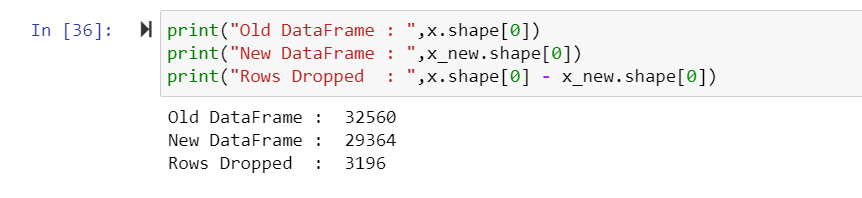 In [36]: print("Old DataFrame : ",x.shape[0])
print("New DataFrame : ",x_new.shape[0])
print("Rows Dropped  : ",x.shape[0] - x_new.shape[0])
Old DataFrame :  32560
New DataFrame :  29364
Rows Dropped  :  3196